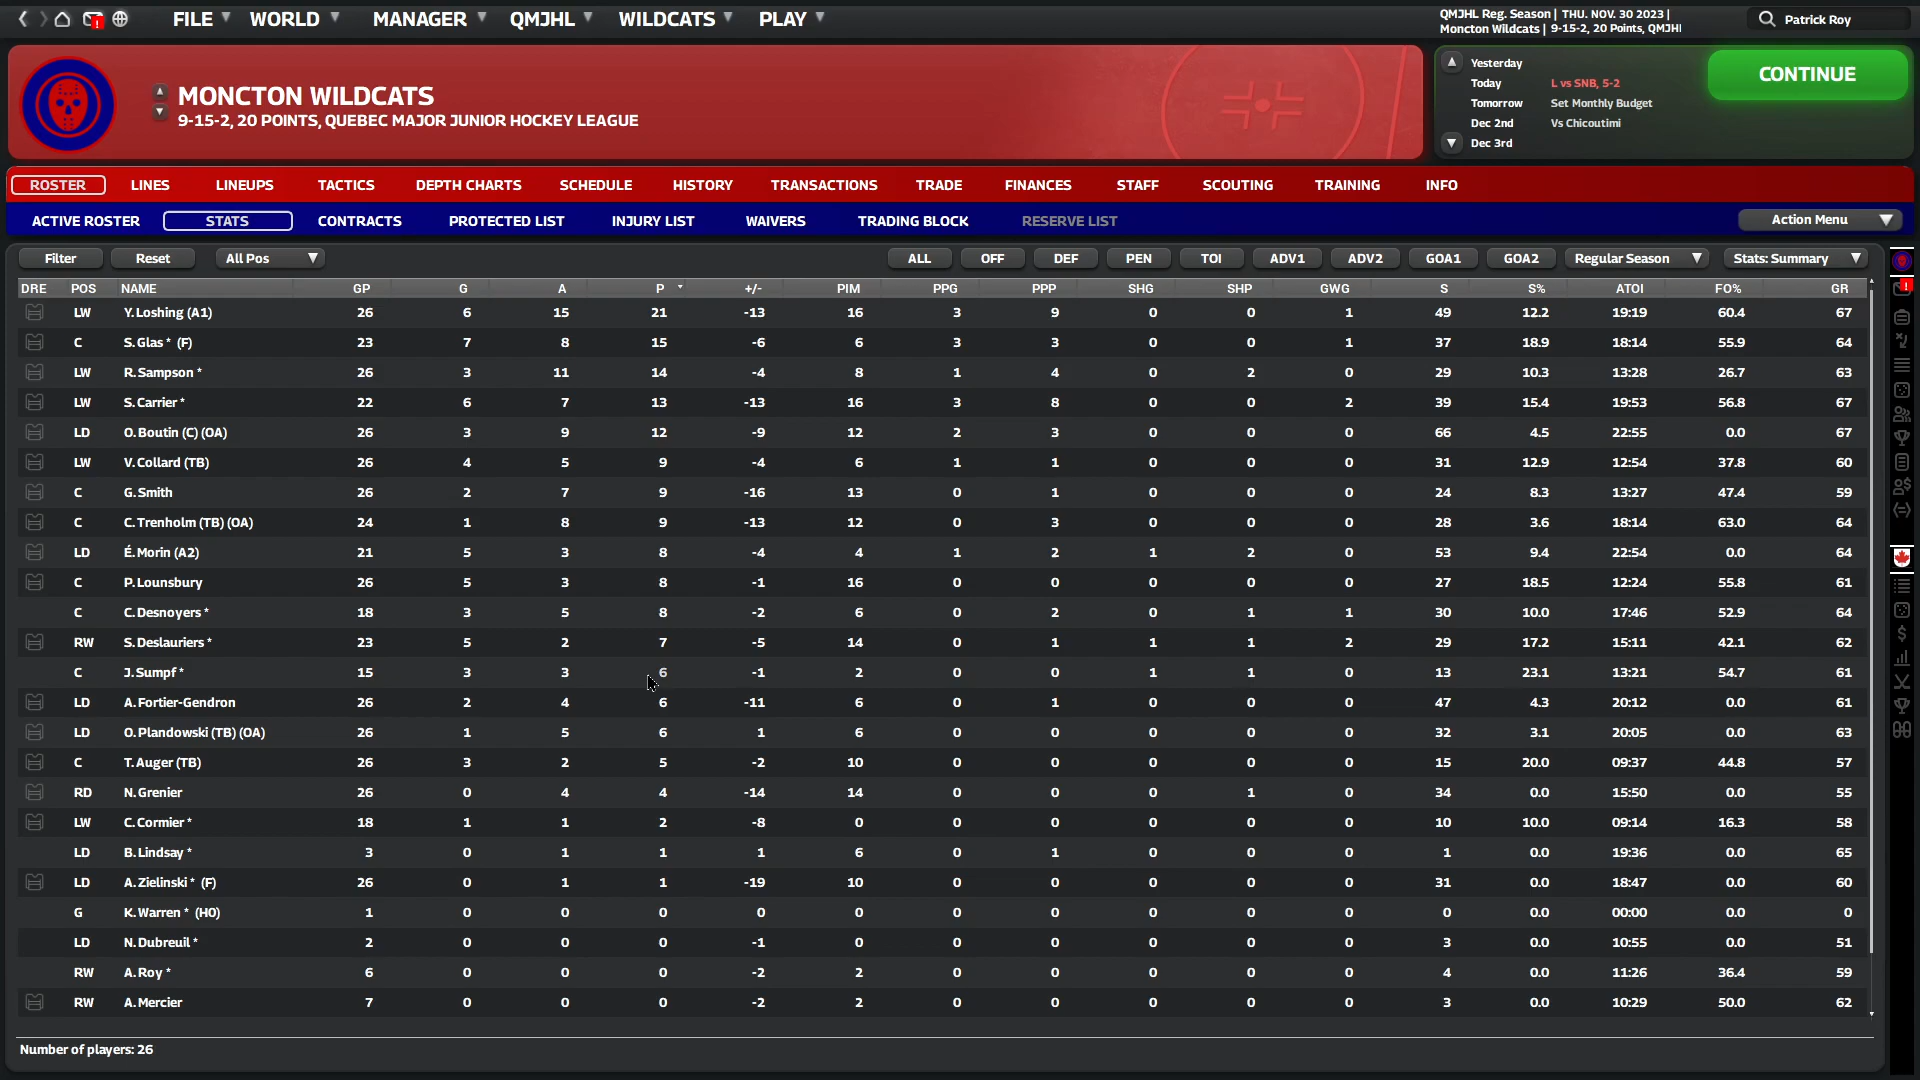 FILE WORLD MANAGER QMJHL WILDCATS PLAY
QMJHL Reg. Season | THU. NOV. 30 2023 |
Moncton Wildcats | 9-15-2, 20 Points, QMJHL
Patrick Roy
MONCTON WILDCATS
9-15-2, 20 POINTS, QUEBEC MAJOR JUNIOR HOCKEY LEAGUE
Yesterday
Today L vs SNB, 5-2
Tomorrow Set Monthly Budget
Dec 2nd Vs Chicoutimi
Dec 3rd
CONTINUE
ROSTER LINES LINEUPS TACTICS DEPTH CHARTS SCHEDULE HISTORY TRANSACTIONS TRADE FINANCES STAFF SCOUTING TRAINING INFO
ACTIVE ROSTER STATS CONTRACTS PROTECTED LIST INJURY LIST WAIVERS TRADING BLOCK RESERVE LIST Action Menu
Filter Reset All Pos ALL OFF DEF PEN TOI ADV1 ADV2 GOA1 GOA2 Regular Season Stats: Summary
DRE POS NAME GP G A P +/- PIM PPG PPP SHG SHP GWG S S% ATOI FO% GR
LW Y. Loshing (A1) 26 6 15 21 -13 16 3 9 0 0 1 49 12.2 19:19 60.4 67
C S. Glas * (F) 23 7 8 15 -6 6 3 3 0 0 1 37 18.9 18:14 55.9 64
LW R. Sampson * 26 3 11 14 -4 8 1 4 0 2 0 29 10.3 13:28 26.7 63
LW S. Carrier * 22 6 7 13 -13 16 3 8 0 0 2 39 15.4 19:53 56.8 67
LD O. Boutin (C) (OA) 26 3 9 12 -9 12 2 3 0 0 0 66 4.5 22:55 0.0 67
LW V. Collard (TB) 26 4 5 9 -4 6 1 1 0 0 0 31 12.9 12:54 37.8 60
C G. Smith 26 2 7 9 -16 13 0 1 0 0 0 24 8.3 13:27 47.4 59
C C. Trenholm (TB) (OA) 24 1 8 9 -13 12 0 3 0 0 0 28 3.6 18:14 63.0 64
LD É. Morin (A2) 21 5 3 8 -4 4 1 2 1 2 0 53 9.4 22:54 0.0 64
C P. Lounsbury 26 5 3 8 -1 16 0 0 0 0 0 27 18.5 12:24 55.8 61
C C. Desnoyers * 18 3 5 8 -2 6 0 2 0 1 1 30 10.0 17:46 52.9 64
RW S. Deslauriers * 23 5 2 7 -5 14 0 1 1 1 2 29 17.2 15:11 42.1 62
C J. Sumpf * 15 3 3 6 -1 2 0 0 1 1 0 13 23.1 13:21 54.7 61
LD A. Fortier-Gendron 26 2 4 6 -11 6 0 1 0 0 0 47 4.3 20:12 0.0 61
LD O. Plandowski (TB) (OA) 26 1 5 6 1 6 0 0 0 0 0 32 3.1 20:05 0.0 63
C T. Auger (TB) 26 3 2 5 -2 10 0 0 0 0 0 15 20.0 09:37 44.8 57
RD N. Grenier 26 0 4 4 -14 14 0 0 0 1 0 34 0.0 15:50 0.0 55
LW C. Cormier * 18 1 1 2 -8 0 0 0 0 0 0 10 10.0 09:14 16.3 58
LD B. Lindsay * 3 0 1 1 1 6 0 1 0 0 0 1 0.0 19:36 0.0 65
LD A. Zielinski * (F) 26 0 1 1 -19 10 0 0 0 0 0 31 0.0 18:47 0.0 60
G K. Warren * (HO) 1 0 0 0 0 0 0 0 0 0 0 0 0.0 00:00 0.0 0
LD N. Dubreuil * 2 0 0 0 -1 0 0 0 0 0 0 3 0.0 10:55 0.0 51
RW A. Roy * 6 0 0 0 -2 2 0 0 0 0 0 4 0.0 11:26 36.4 59
RW A. Mercier 7 0 0 0 -2 2 0 0 0 0 0 3 0.0 10:29 50.0 62
Number of players: 26